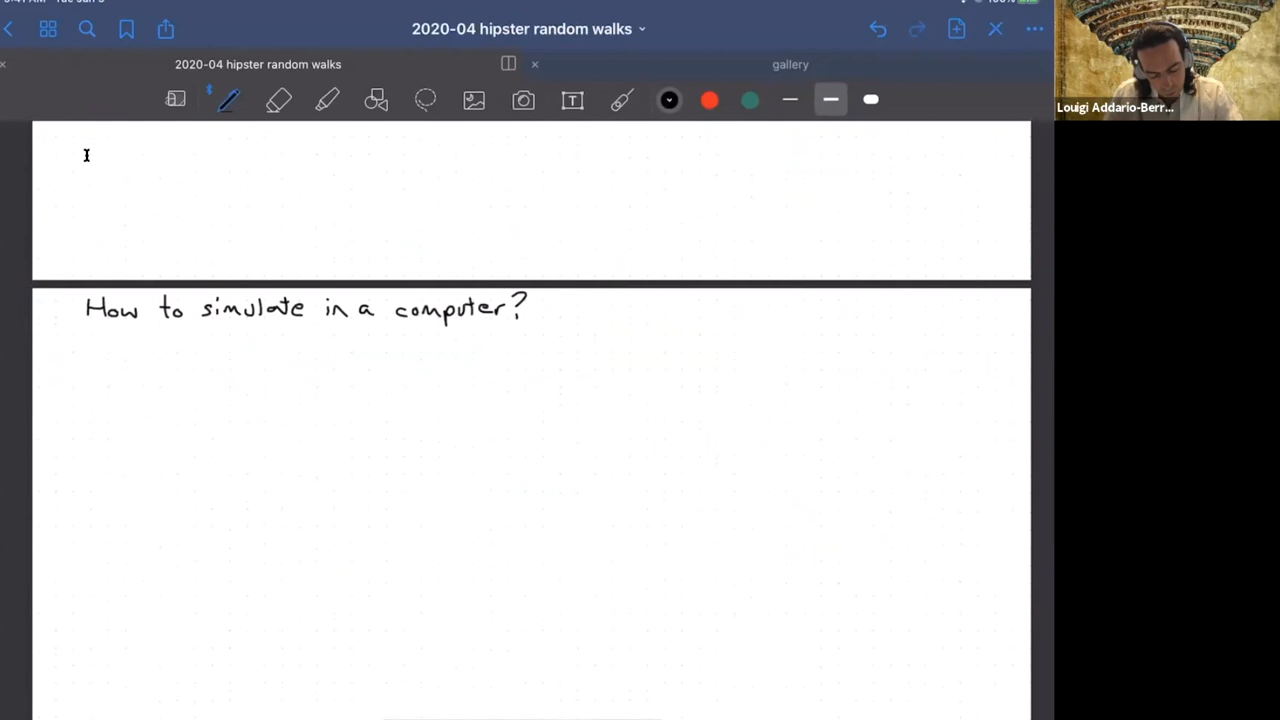 2020-04 hipster random walks
2020-04 hipster random walks
gallery
T
Louigi Addario-Berr...
How to simulate in a computer?